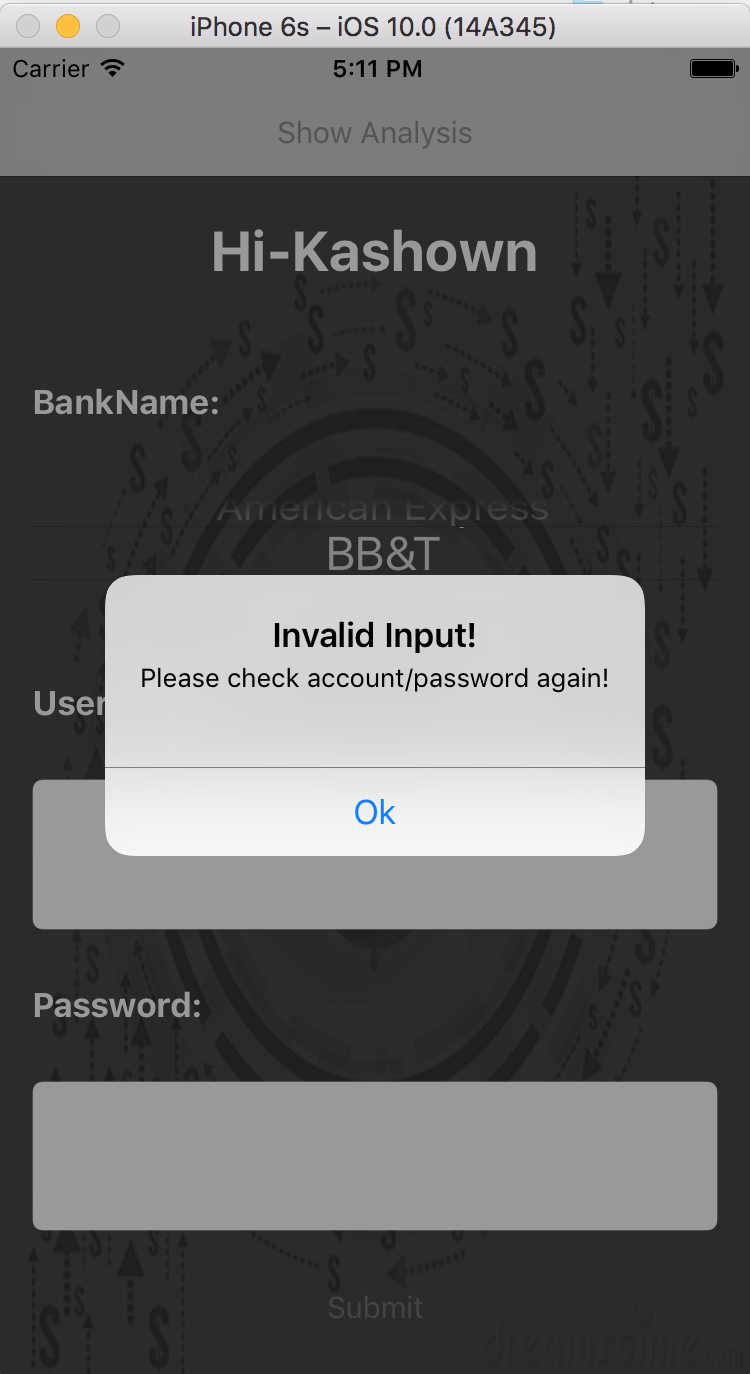 iPhone 6s – iOS 10.0 (14A345)
Carrier 5:11 PM
Show Analysis
Hi-Kashown
BankName:
American Express
BB&T
Invalid Input!
Please check account/password again!
User
Ok
Password:
Submit
dreamstime.com